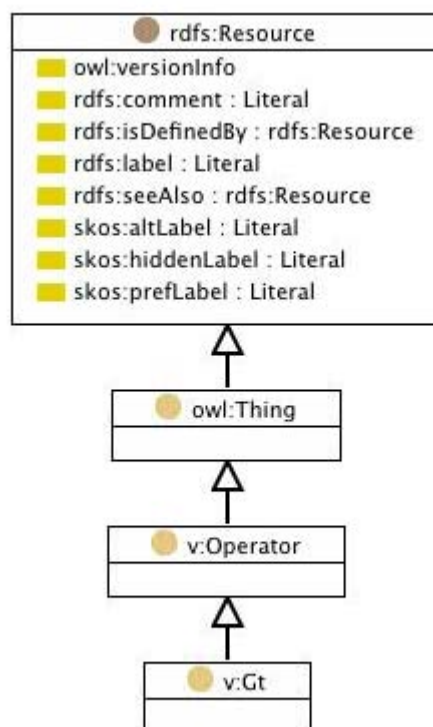 rdfs:Resource
owl:versionInfo
rdfs:comment : Literal
rdfs:isDefinedBy : rdfs:Resource
rdfs:label : Literal
rdfs:seeAlso : rdfs:Resource
skos:altLabel : Literal
skos:hiddenLabel : Literal
skos:prefLabel : Literal
owl:Thing
v:Operator
v:Gt